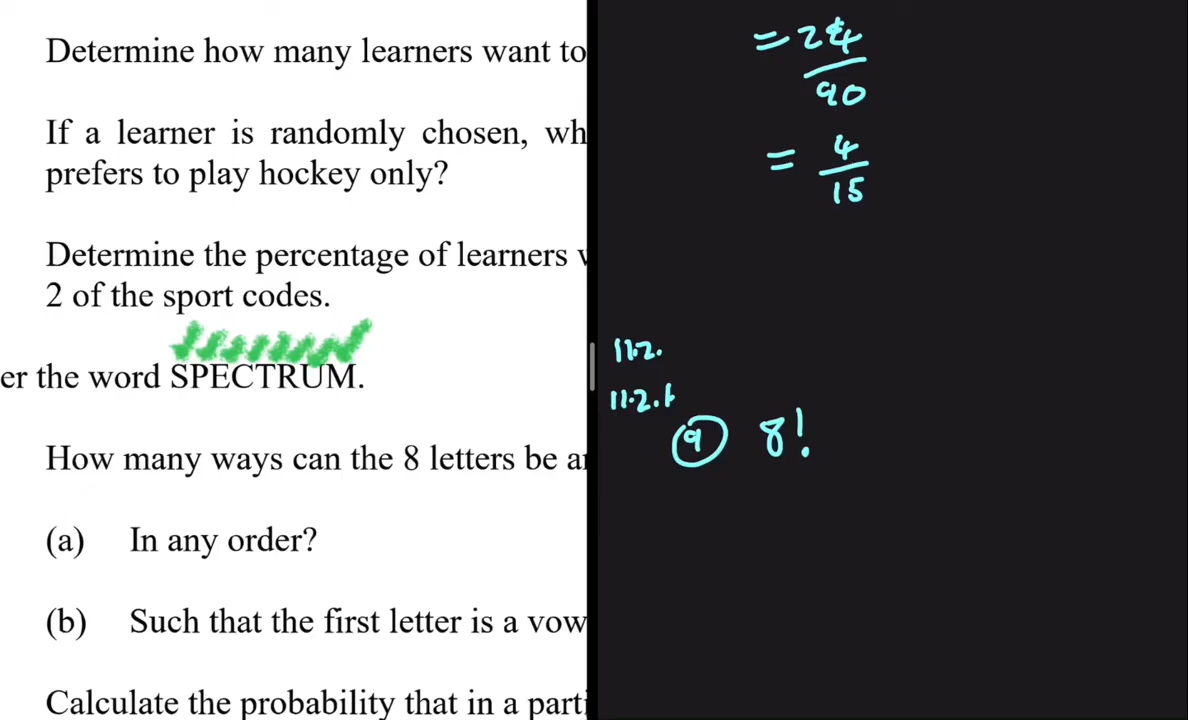 Determine how many learners want to
If a learner is randomly chosen, wh
prefers to play hockey only?
Determine the percentage of learners
2 of the sport codes.
er the word SPECTRUM.
How many ways can the 8 letters be
(a) In any order?
(b) Such that the first letter is a vow
Calculate the probability that in a parti
= 24
90
= 4
15
11.2.
11.2.1
a 8!